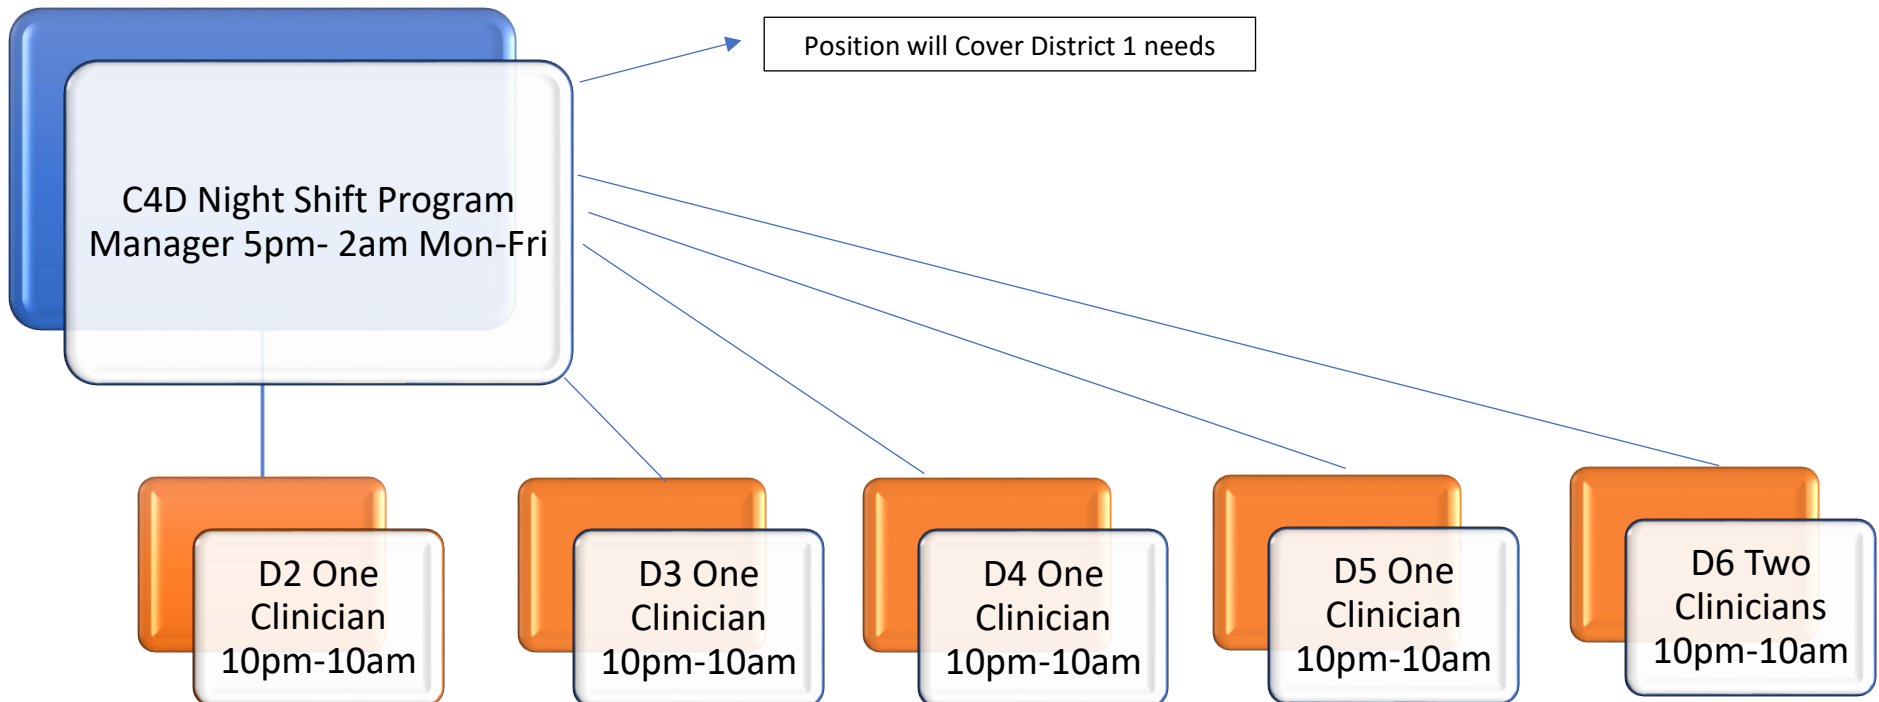 Position will Cover District 1 needs
C4D Night Shift Program
Manager 5pm- 2am Mon-Fri
D2 One
Clinician
10pm-10am
D3 One
Clinician
10pm-10am
D4 One
Clinician
10pm-10am
D5 One
Clinician
10pm-10am
D6 Two
Clinicians
10pm-10am